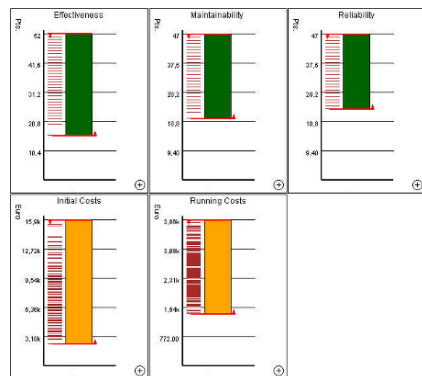 Effectiveness
Pts.
52
41,6
31,2
20,8
10,4
Maintainability
Pts.
47
37,6
28,2
18,8
9,40
Reliability
Pts.
47
37,6
28,2
18,8
9,40
Initial Costs
Euro
15,9k
12,72k
9,54k
6,36k
3,18k
Running Costs
Euro
3,86k
3,09k
2,31k
1,54k
772,00